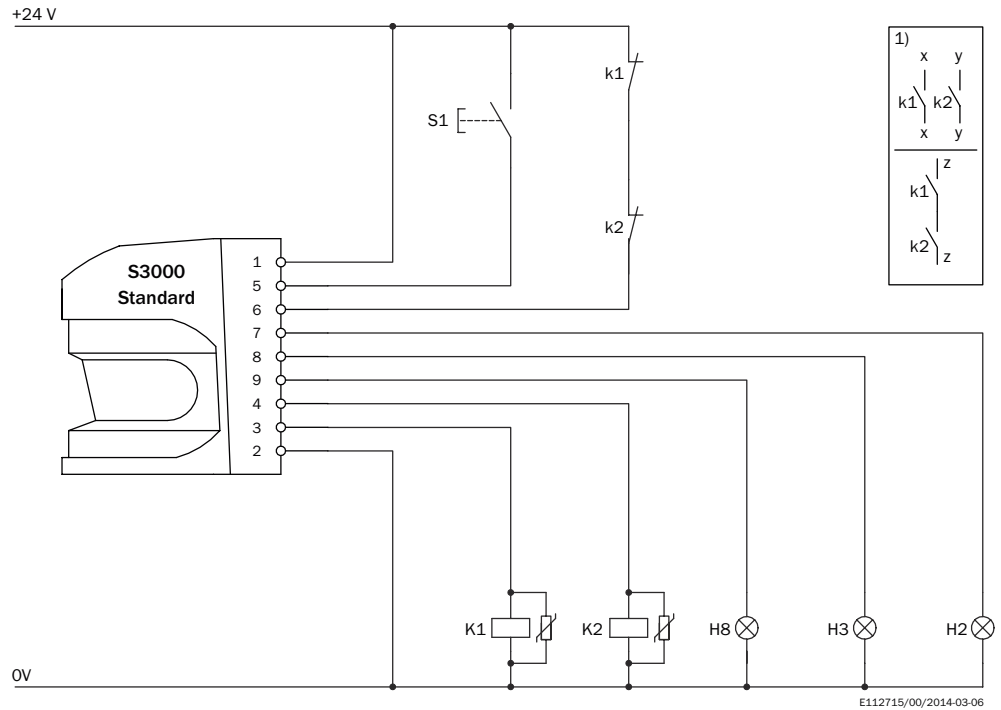 +24 V
1)
x y
k1
k1 k2
S1
x y
z
k1
k2
k2
z
S3000
Standard
1
5
6
7
8
9
4
3
2
K1
K2
H8
H3
H2
0V
E112715/00/2014-03-06